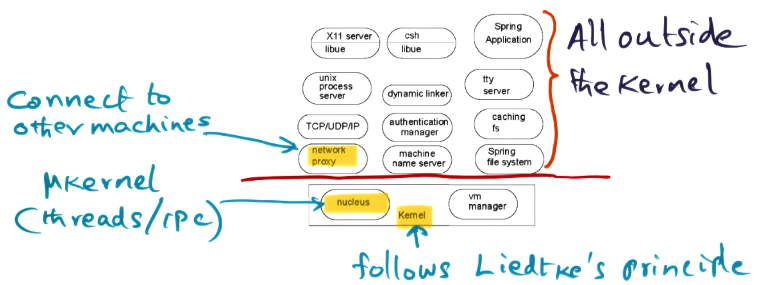 X11 server
libue
csh
libue
Spring
Application
All outside
the Kernel
unix
process
server
dynamic linker
tty
server
Connect to
other machines
TCP/UDP/IP
authentication
manager
caching
fs
network
proxy
machine
name server
Spring
file system
μkernel
(threads/ipc)
nucleus
vm
manager
Kernel
follows Liedtke's principle